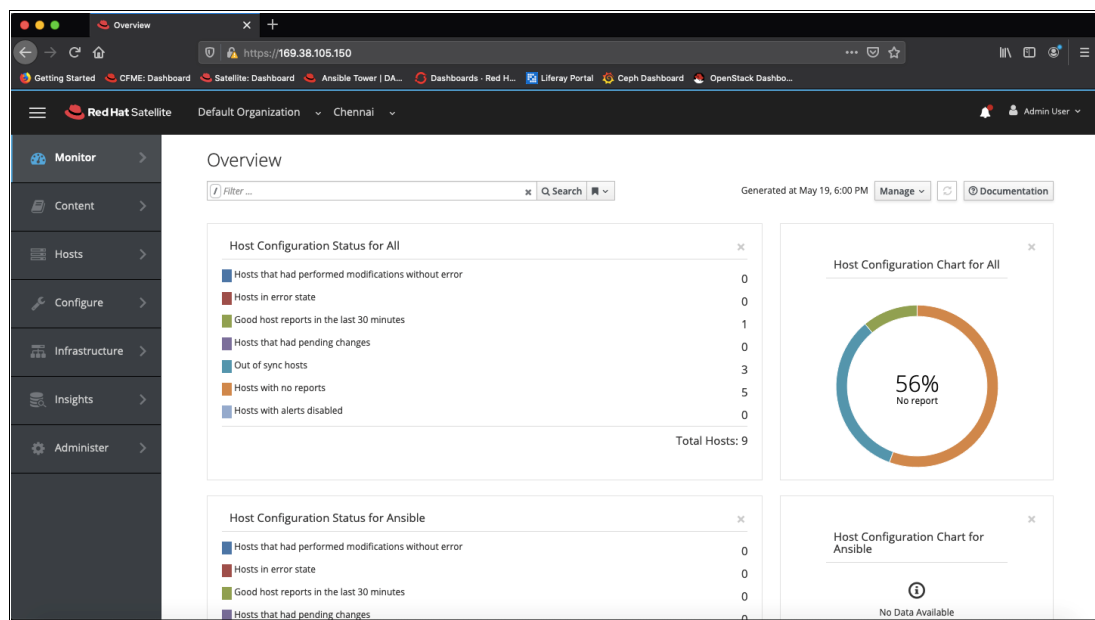 Overview
https://169.38.105.150
Getting Started CFME: Dashboard Satellite: Dashboard Ansible Tower | DA... Dashboards - Red H... Liferay Portal Ceph Dashboard OpenStack Dashbo...
Red Hat Satellite Default Organization Chennai Admin User
Monitor
Content
Hosts
Configure
Infrastructure
Insights
Administer
Overview
Filter ... Search Generated at May 19, 6:00 PM Manage Documentation
Host Configuration Status for All
Hosts that had performed modifications without error 0
Hosts in error state 0
Good host reports in the last 30 minutes 1
Hosts that had pending changes 0
Out of sync hosts 3
Hosts with no reports 5
Hosts with alerts disabled 0
Total Hosts: 9
Host Configuration Chart for All
56%
No report
Host Configuration Status for Ansible
Hosts that had performed modifications without error 0
Hosts in error state 0
Good host reports in the last 30 minutes 0
Hosts that had pending changes 0
Host Configuration Chart for
Ansible
No Data Available